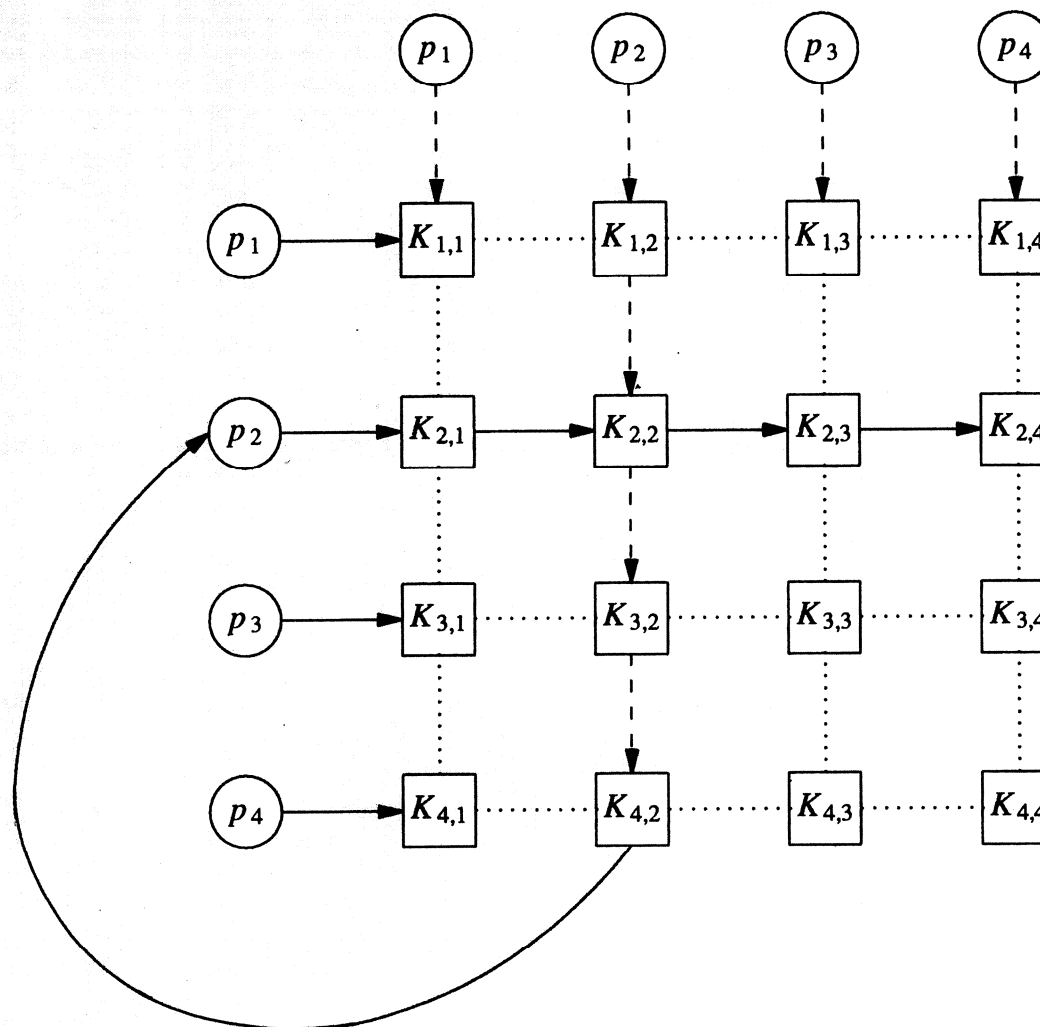 p1 p2 p3 p4
p1 K1,1 K1,2 K1,3 K1,4
p2 K2,1 K2,2 K2,3 K2,4
p3 K3,1 K3,2 K3,3 K3,4
p4 K4,1 K4,2 K4,3 K4,4